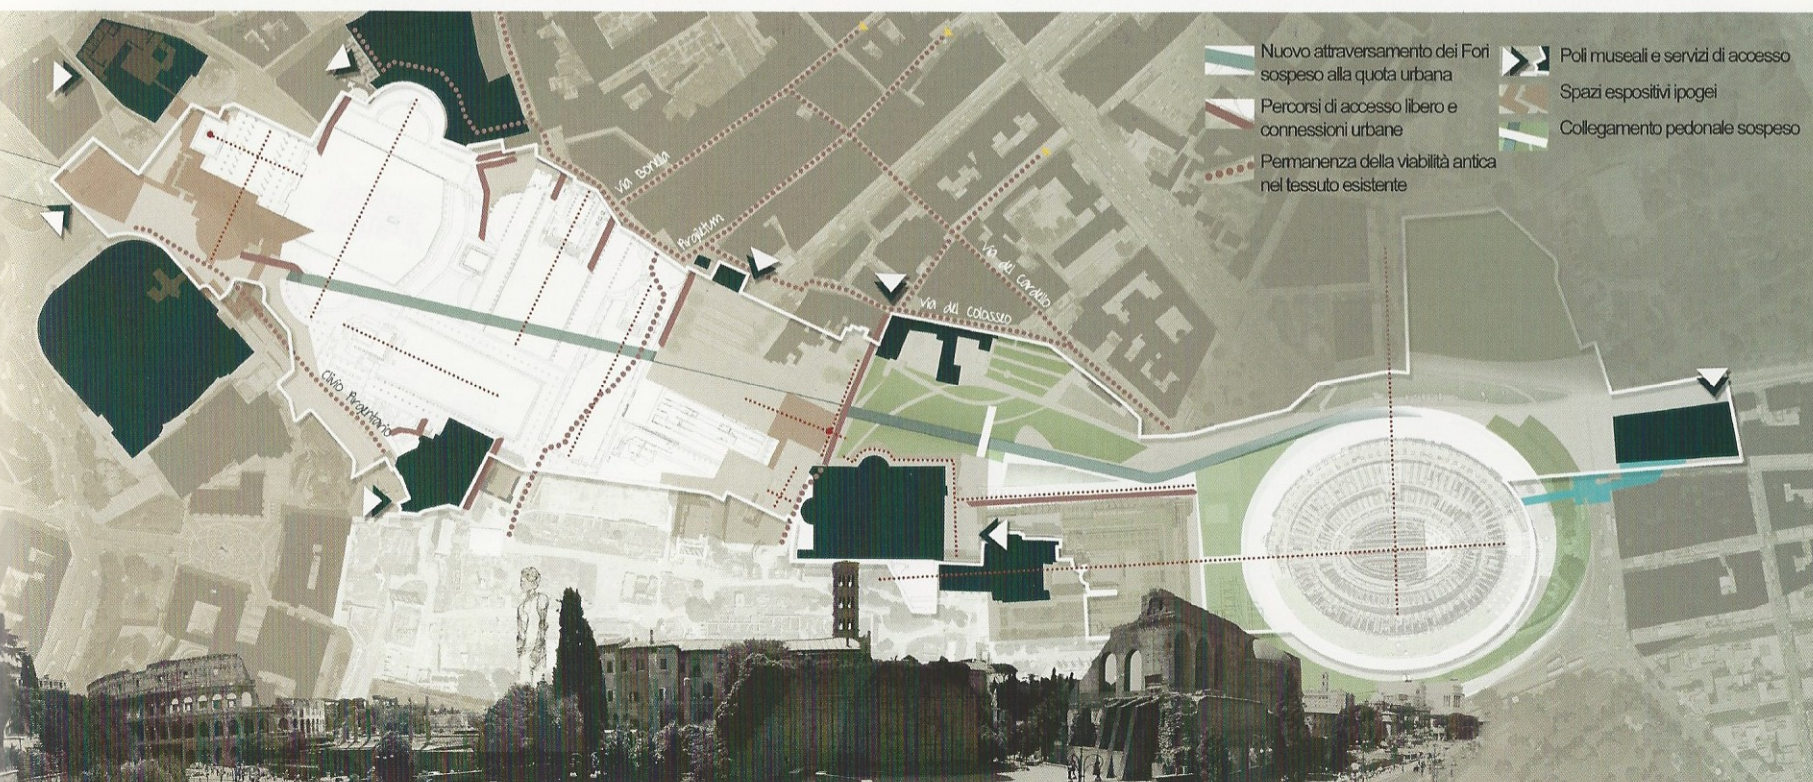 Nuovo attraversamento dei Fori
sospeso alla quota urbana
Percorsi di accesso libero e
connessioni urbane
Permanenza della viabilità antica
nel tessuto esistente
Poli museali e servizi di accesso
Spazi espositivi ipogei
Collegamento pedonale sospeso
Via Bonella
Argiletum
via del Cardello
via del colosseo
Clivio Argentario